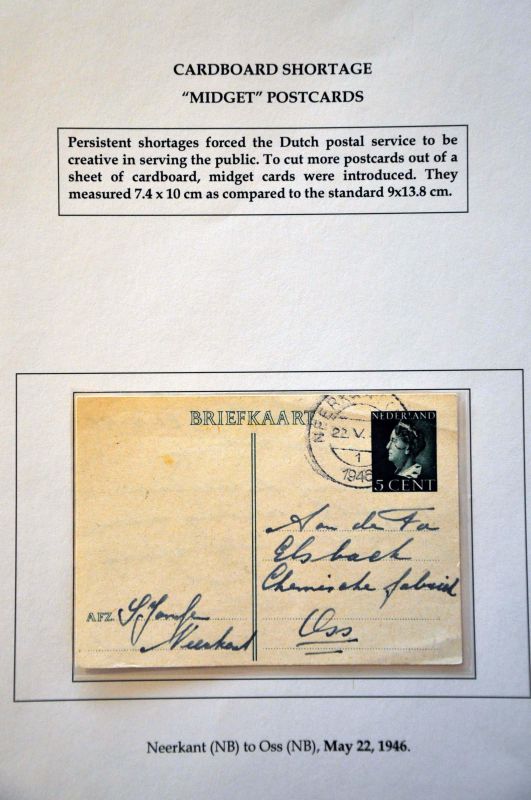 CARDBOARD SHORTAGE
"MIDGET" POSTCARDS
Persistent shortages forced the Dutch postal service to be
creative in serving the public. To cut more postcards out of a
sheet of cardboard, midget cards were introduced. They
measured 7.4 x 10 cm as compared to the standard 9x13.8 cm.
BRIEFKAART
22 V.
1
1946
NEDERLAND
5 CENT
Aan de Fa
Elsbach
Chemische fabriek
Oss
AFZ.
Neerkant
Neerkant (NB) to Oss (NB), May 22, 1946.